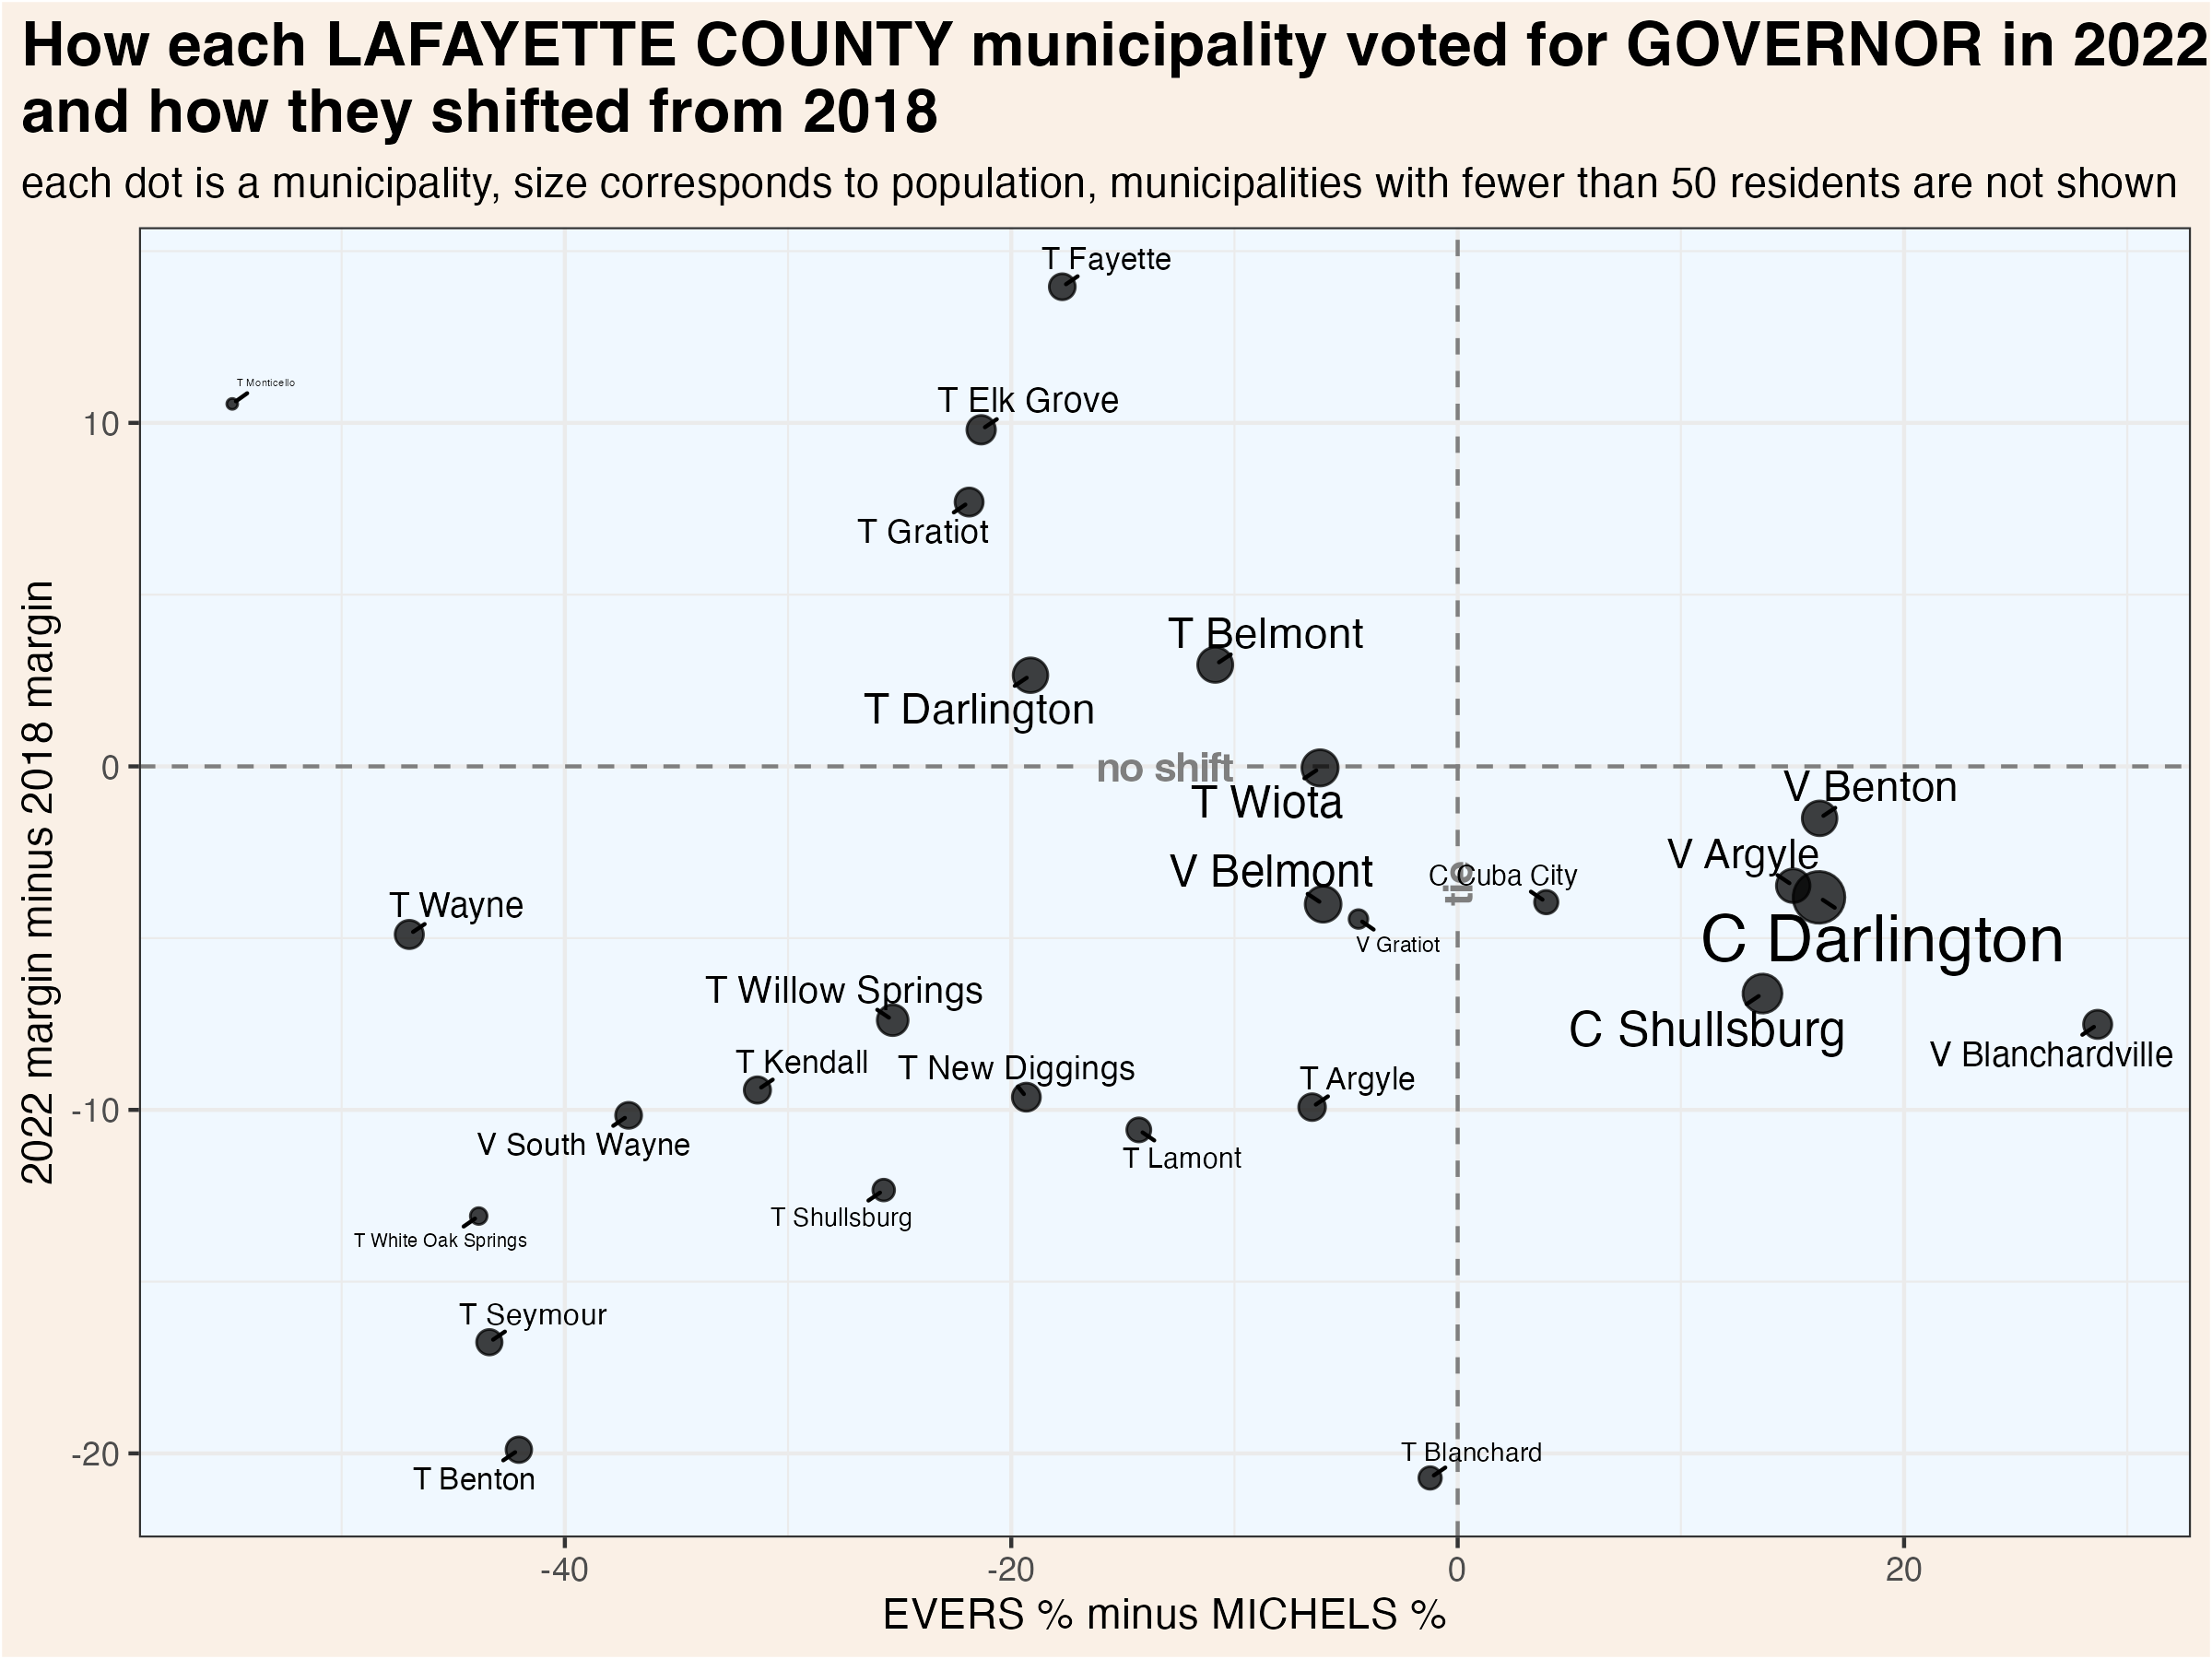 How each LAFAYETTE COUNTY municipality voted for GOVERNOR in 2022
and how they shifted from 2018
each dot is a municipality, size corresponds to population, municipalities with fewer than 50 residents are not shown
T Fayette
T Monticello
T Elk Grove
10
T Gratiot
T Belmont
T Darlington
0
no shift
T Wiota
V Benton
V Argyle
V Belmont
C Cuba City
tie
T Wayne
V Gratiot
C Darlington
T Willow Springs
C Shullsburg
V Blanchardville
T Kendall
T New Diggings
T Argyle
-10
V South Wayne
T Lamont
T Shullsburg
T White Oak Springs
T Seymour
-20
T Blanchard
T Benton
2022 margin minus 2018 margin
-40
-20
0
20
EVERS % minus MICHELS %